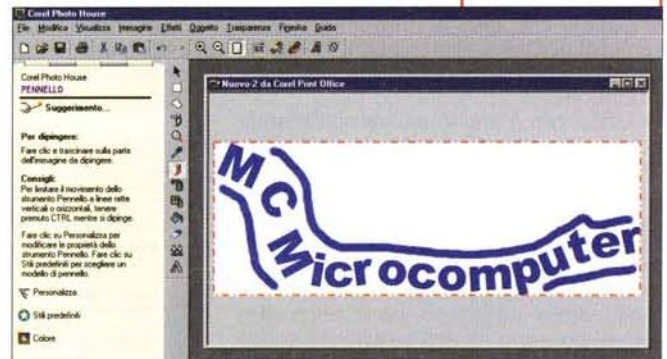 Corel Photo House
File Modifica Visualizza Immagine Effetti Oggetto Trasparenza Finestra Guida
Corel Photo House
PENNELLO
Suggerimento...
Per dipingere:
Fare clic e trascinare sulla parte
dell'immagine da dipingere.
Consigli:
Per limitare il movimento dello
strumento Pennello a linee rette
verticali o orizzontali, tenere
premuto CTRL mentre si dipinge.
Fare clic su Personalizza per
modificare le proprietà dello
strumento Pennello. Fare clic su
Stili predefiniti per scegliere un
modello di pennello.
Personalizza
Stili predefiniti
Colore
Nuovo-2 da Corel Print Office
MC Microcomputer